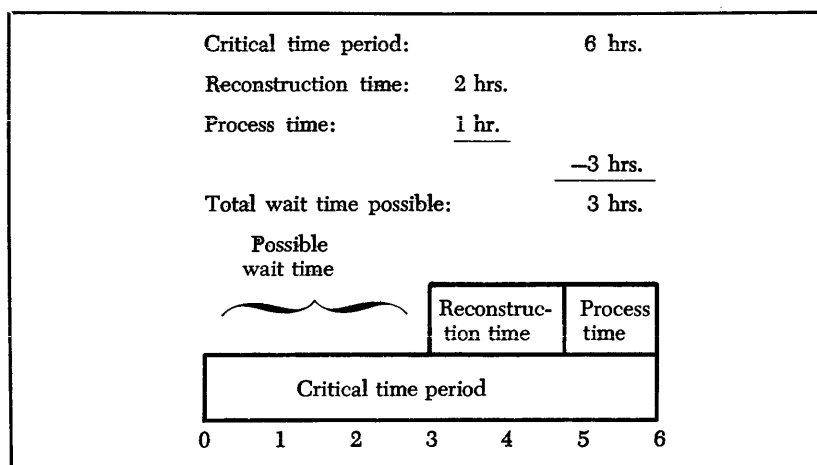 Critical time period: 6 hrs.
Reconstruction time: 2 hrs.
Process time: 1 hr.
—3 hrs.
Total wait time possible: 3 hrs.
Possible
wait time
Reconstruc-
tion time
Process
time
Critical time period
0 1 2 3 4 5 6